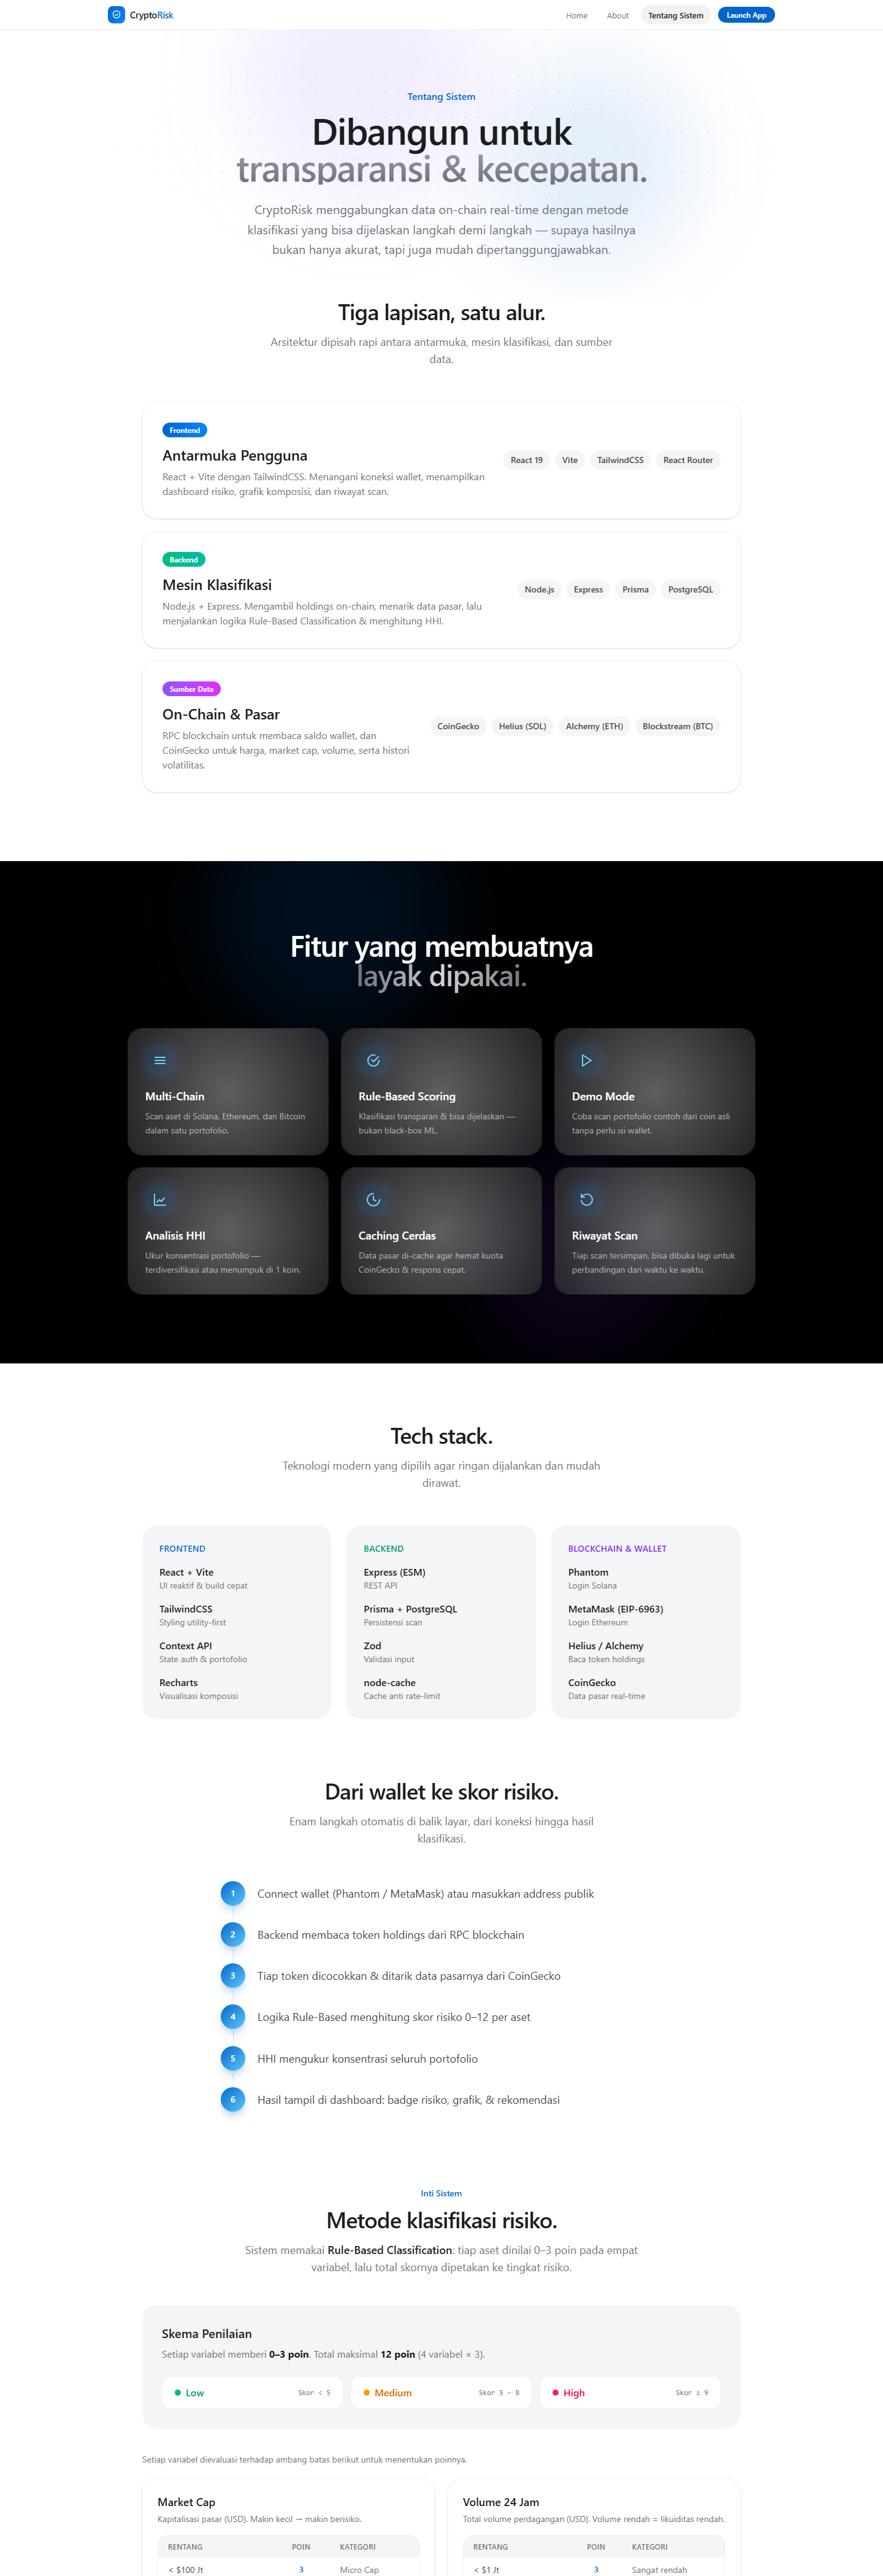 CryptoRisk
Home
About
Tentang Sistem
Launch App
Tentang Sistem
Dibangun untuk
transparansi & kecepatan.
CryptoRisk menggabungkan data on-chain real-time dengan metode
klasifikasi yang bisa dijelaskan langkah demi langkah — supaya hasilnya
bukan hanya akurat, tapi juga mudah dipertanggungjawabkan.
Tiga lapisan, satu alur.
Arsitektur dipisah rapi antara antarmuka, mesin klasifikasi, dan sumber
data.
Frontend
Antarmuka Pengguna
React + Vite dengan TailwindCSS. Menangani koneksi wallet, menampilkan
dashboard risiko, grafik komposisi, dan riwayat scan.
React 19
Vite
TailwindCSS
React Router
Backend
Mesin Klasifikasi
Node.js + Express. Mengambil holdings on-chain, menarik data pasar, lalu
menjalankan logika Rule-Based Classification & menghitung HHI.
Node.js
Express
Prisma
PostgreSQL
Sumber Data
On-Chain & Pasar
RPC blockchain untuk membaca saldo wallet, dan
CoinGecko untuk harga, market cap, volume, serta histori
volatilitas.
CoinGecko
Helius (SOL)
Alchemy (ETH)
Blockstream (BTC)
Fitur yang membuatnya
layak dipakai.
Multi-Chain
Scan aset di Solana, Ethereum, dan Bitcoin
dalam satu portofolio.
Rule-Based Scoring
Klasifikasi transparan & bisa dijelaskan —
bukan black-box ML.
Demo Mode
Coba scan portofolio contoh dari coin asli
tanpa perlu isi wallet.
Analisis HHI
Ukur konsentrasi portofolio —
terdiversifikasi atau menumpuk di 1 koin.
Caching Cerdas
Data pasar di-cache agar hemat kuota
CoinGecko & respons cepat.
Riwayat Scan
Tiap scan tersimpan, bisa dibuka lagi untuk
perbandingan dari waktu ke waktu.
Tech stack.
Teknologi modern yang dipilih agar ringan dijalankan dan mudah
dirawat.
FRONTEND
React + Vite
UI reaktif & build cepat
TailwindCSS
Styling utility-first
Context API
State auth & portofolio
Recharts
Visualisasi komposisi
BACKEND
Express (ESM)
REST API
Prisma + PostgreSQL
Persistensi scan
Zod
Validasi input
node-cache
Cache anti rate-limit
BLOCKCHAIN & WALLET
Phantom
Login Solana
MetaMask (EIP-6963)
Login Ethereum
Helius / Alchemy
Baca token holdings
CoinGecko
Data pasar real-time
Dari wallet ke skor risiko.
Enam langkah otomatis di balik layar, dari koneksi hingga hasil
klasifikasi.
1 Connect wallet (Phantom / MetaMask) atau masukkan address publik
2 Backend membaca token holdings dari RPC blockchain
3 Tiap token dicocokkan & ditarik data pasarnya dari CoinGecko
4 Logika Rule-Based menghitung skor risiko 0–12 per aset
5 HHI mengukur konsentrasi seluruh portofolio
6 Hasil tampil di dashboard: badge risiko, grafik, & rekomendasi
Inti Sistem
Metode klasifikasi risiko.
Sistem memakai Rule-Based Classification: tiap aset dinilai 0–3 poin pada empat
variabel, lalu total skornya dipetakan ke tingkat risiko.
Skema Penilaian
Setiap variabel memberi 0–3 poin. Total maksimal 12 poin (4 variabel × 3).
Low
Skor < 5
Medium
Skor 5 – 8
High
Skor ≥ 9
Setiap variabel dievaluasi terhadap ambang batas berikut untuk menentukan poinnya.
Market Cap
Kapitalisasi pasar (USD). Makin kecil → makin berisiko.
RENTANG POIN KATEGORI
< $100 Jt 3 Micro Cap
Volume 24 Jam
Total volume perdagangan (USD). Volume rendah = likuiditas rendah.
RENTANG POIN KATEGORI
< $1 Jt 3 Sangat rendah